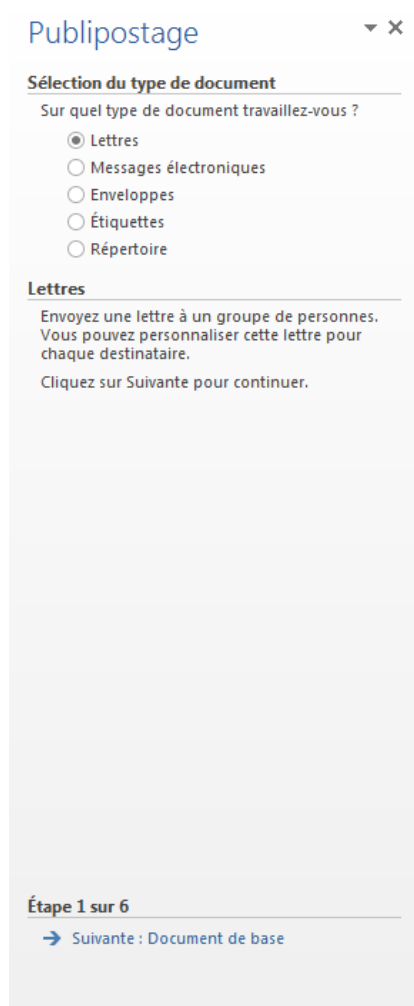 Publipostage
Sélection du type de document
Sur quel type de document travaillez-vous ?
Lettres
Messages électroniques
Enveloppes
Étiquettes
Répertoire
Lettres
Envoyez une lettre à un groupe de personnes.
Vous pouvez personnaliser cette lettre pour
chaque destinataire.
Cliquez sur Suivante pour continuer.
Étape 1 sur 6
Suivante : Document de base